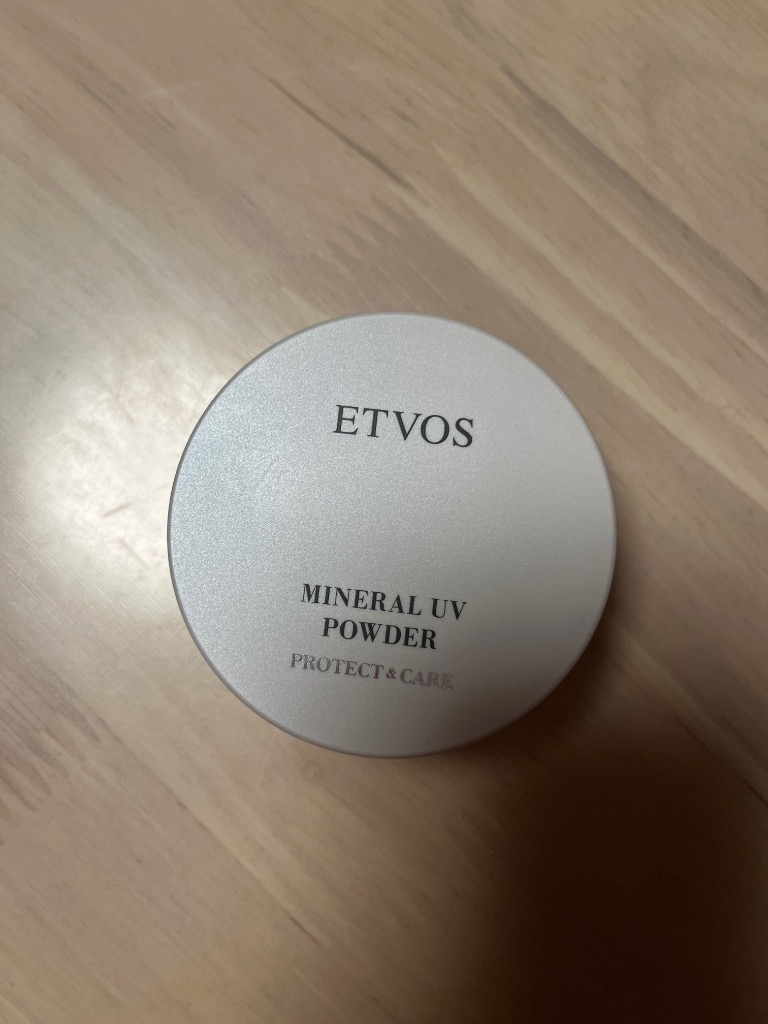 ETVOS
MINERAL UV
POWDER
PROTECT & CARE